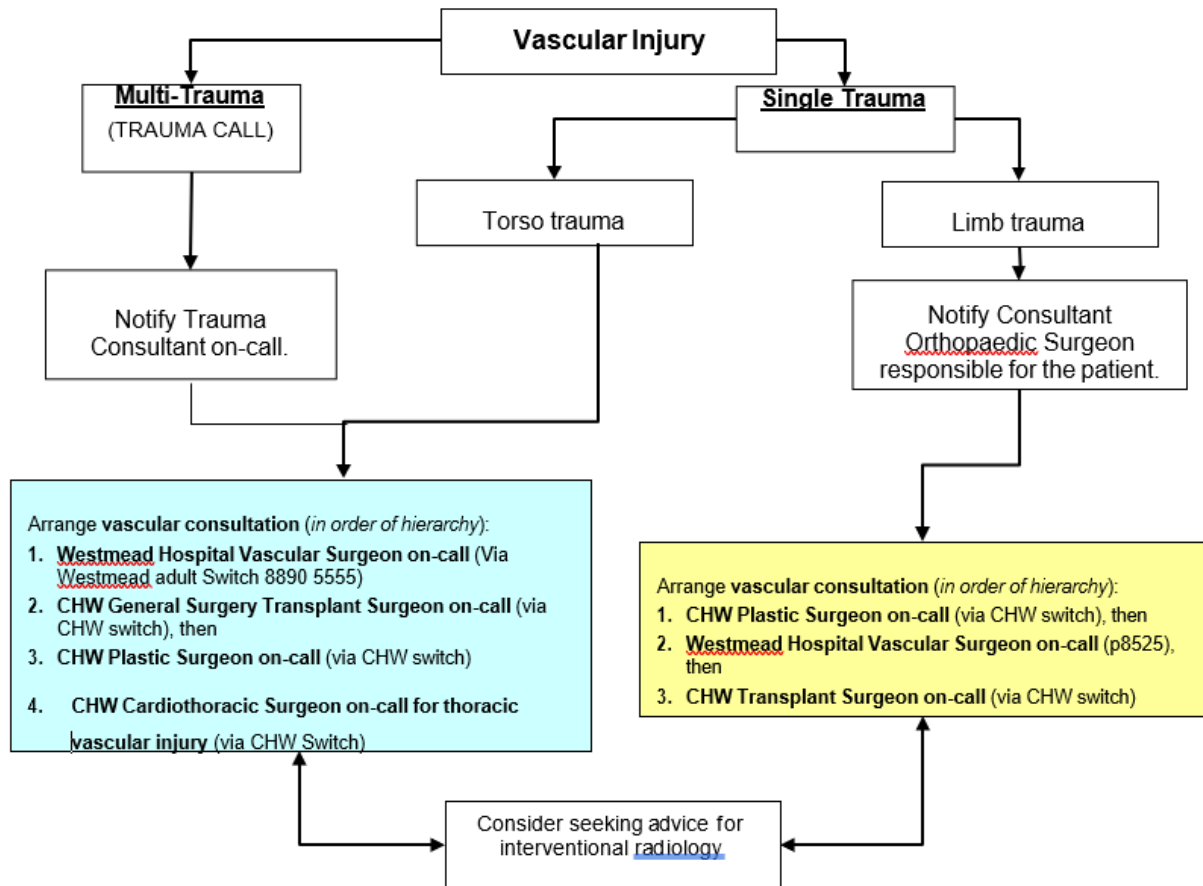 Vascular Injury
Multi-Trauma
(TRAUMA CALL)
Single Trauma
Torso trauma
Limb trauma
Notify Trauma
Consultant on-call.
Notify Consultant
Orthopaedic Surgeon
responsible for the patient.
Arrange vascular consultation (in order of hierarchy):
1. Westmead Hospital Vascular Surgeon on-call (Via
Westmead adult Switch 8890 5555)
2. CHW General Surgery Transplant Surgeon on-call (via
CHW switch), then
3. CHW Plastic Surgeon on-call (via CHW switch)
4. CHW Cardiothoracic Surgeon on-call for thoracic
vascular injury (via CHW Switch)
Arrange vascular consultation (in order of hierarchy):
1. CHW Plastic Surgeon on-call (via CHW switch), then
2. Westmead Hospital Vascular Surgeon on-call (p8525),
then
3. CHW Transplant Surgeon on-call (via CHW switch)
Consider seeking advice for
interventional radiology